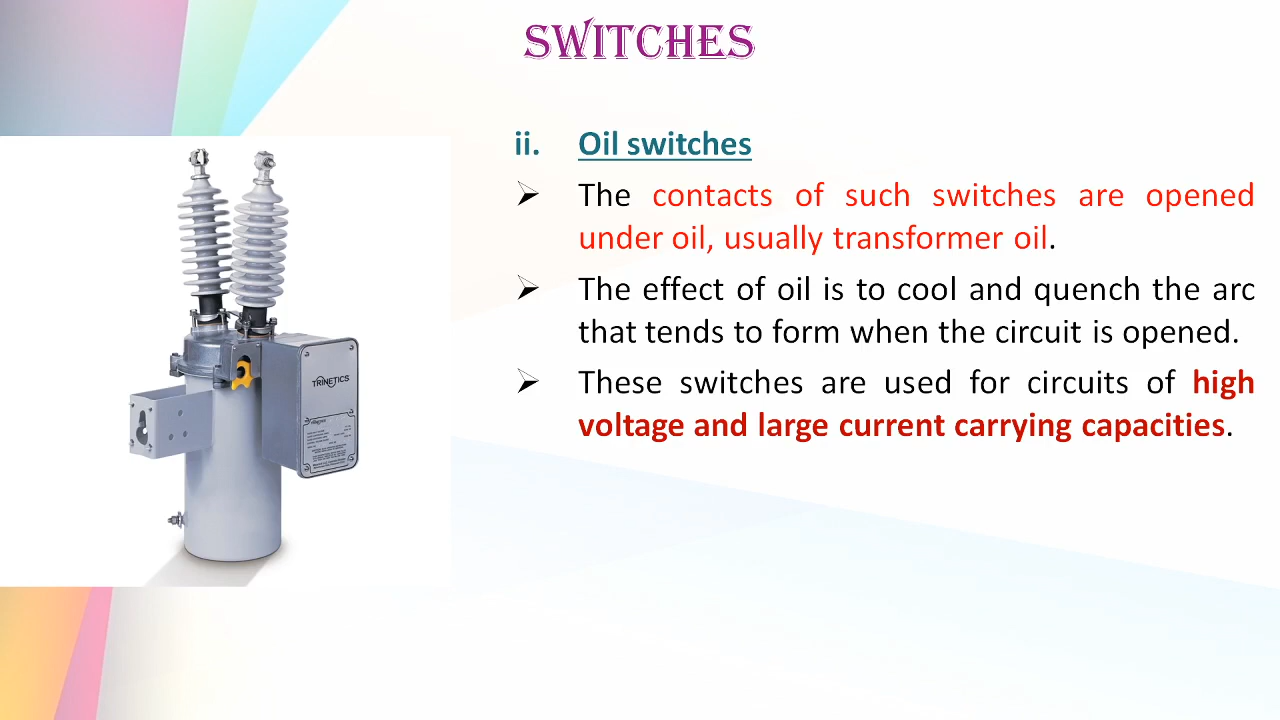 SWITCHES
ii. Oil switches
➢ The contacts of such switches are opened
under oil, usually transformer oil.
➢ The effect of oil is to cool and quench the arc
that tends to form when the circuit is opened.
➢ These switches are used for circuits of high
voltage and large current carrying capacities.
TRINETICS